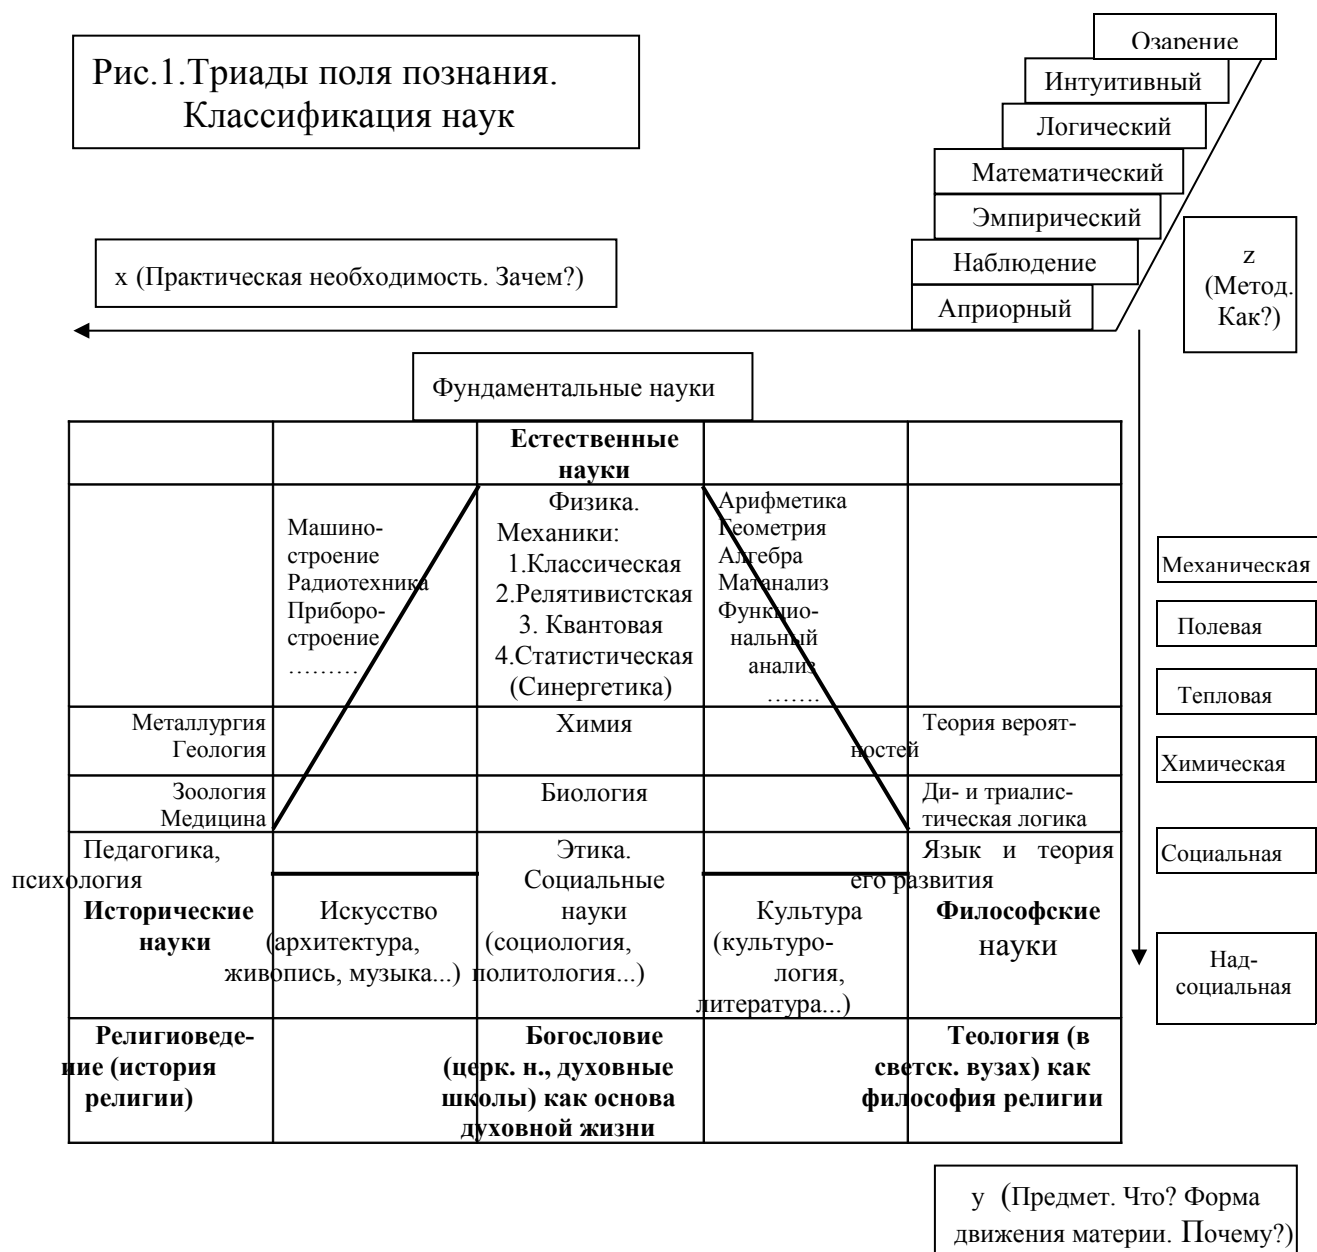 Рис.1.Триады поля познания.
Классификация наук
Озарение
Интуитивный
Логический
Математический
Эмпирический
Наблюдение
Априорный
z
(Метод.
Как?)
x (Практическая необходимость. Зачем?)
Фундаментальные науки
Естественные
науки
Машино-
строение
Радиотехника
Приборо-
строение
………
Физика.
Механики:
1.Классическая
2.Релятивистская
3. Квантовая
4.Статистическая
(Синергетика)
Арифметика
Геометрия
Алгебра
Матанализ
Функцио-
нальный
анализ
…….
Металлургия
Геология
Химия
Теория вероят-
ностей
Зоология
Медицина
Биология
Ди- и триалис-
тическая логика
Педагогика,
психология
Исторические
науки
Искусство
(архитектура,
живопись, музыка...)
Этика.
Социальные
науки
(социология,
политология...)
Культура
(культуро-
логия,
литература...)
Язык и теория
его развития
Философские
науки
Религиоведе-
ние (история
религии)
Богословие
(церк. н., духовные
школы) как основа
духовной жизни
Теология (в
светск. вузах) как
философия религии
Механическая
Полевая
Тепловая
Химическая
Социальная
Над-
социальная
y (Предмет. Что? Форма
движения материи. Почему?)